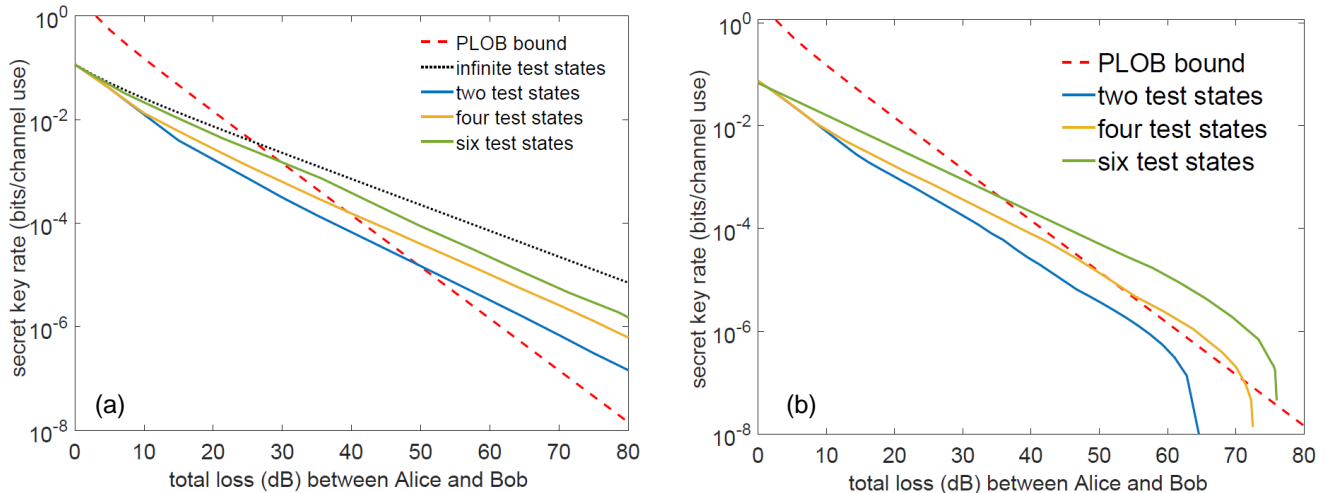 10^0
10^-2
10^-4
10^-6
10^-8
secret key rate (bits/channel use)
PLOB bound
infinite test states
two test states
four test states
six test states
(a)
0 10 20 30 40 50 60 70 80
total loss (dB) between Alice and Bob
10^0
10^-2
10^-4
10^-6
10^-8
secret key rate (bits/channel use)
PLOB bound
two test states
four test states
six test states
(b)
0 10 20 30 40 50 60 70 80
total loss (dB) between Alice and Bob